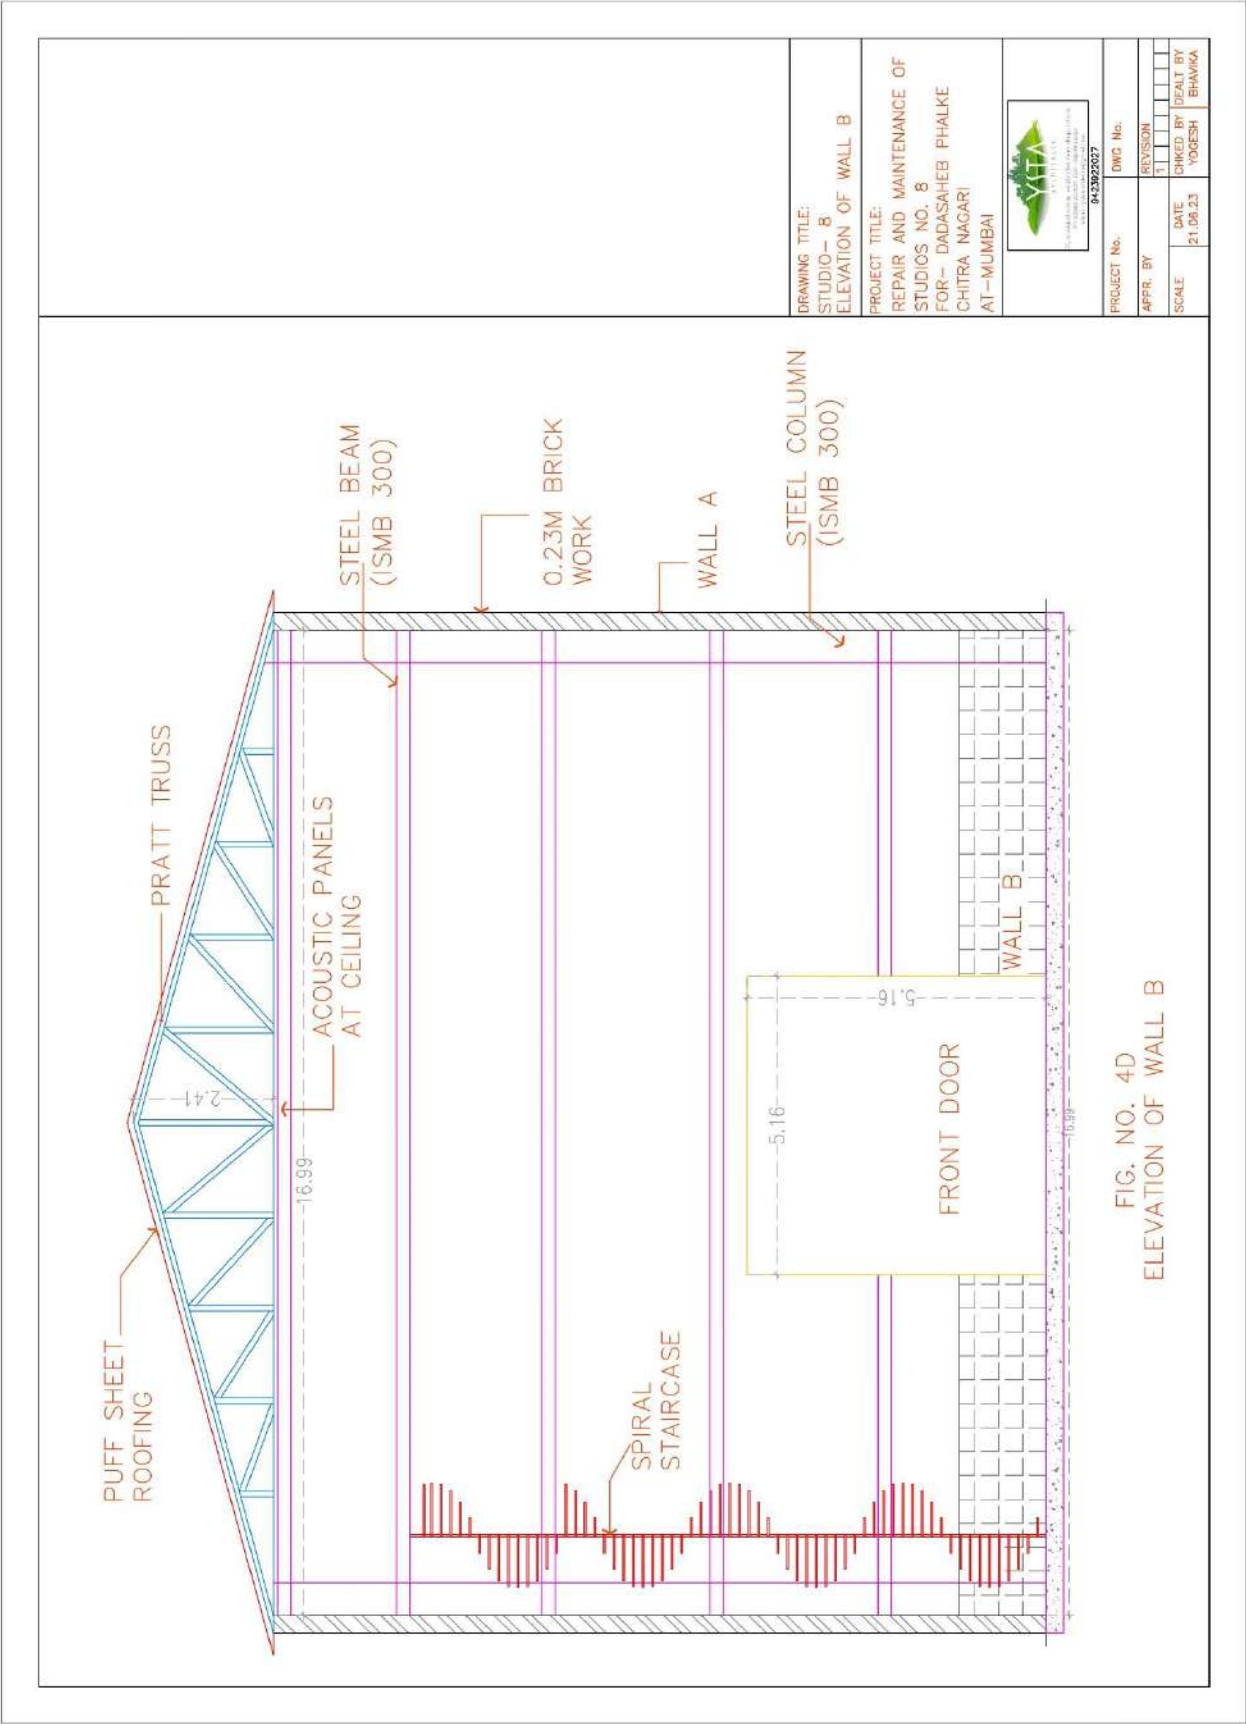 PUFF SHEET
ROOFING
PRATT TRUSS
2.41
ACOUSTIC PANELS
AT CEILING
16.99
STEEL BEAM
(ISMB 300)
0.23M BRICK
WORK
WALL A
STEEL COLUMN
(ISMB 300)
SPIRAL
STAIRCASE
5.16
5.16
FRONT DOOR
WALL B
16.99
FIG. NO. 4D
ELEVATION OF WALL B
DRAWING TITLE:
STUDIO- 8
ELEVATION OF WALL B
PROJECT TITLE:
REPAIR AND MAINTENANCE OF
STUDIOS NO. 8
FOR- DADASAHEB PHALKE
CHITRA NAGARI
AT-MUMBAI
9423922027
PROJECT No.
DWG No.
APPR. BY
REVISION
1
SCALE
DATE
21.06.23
CHKED BY
YOGESH
DEALT BY
BHAVIKA